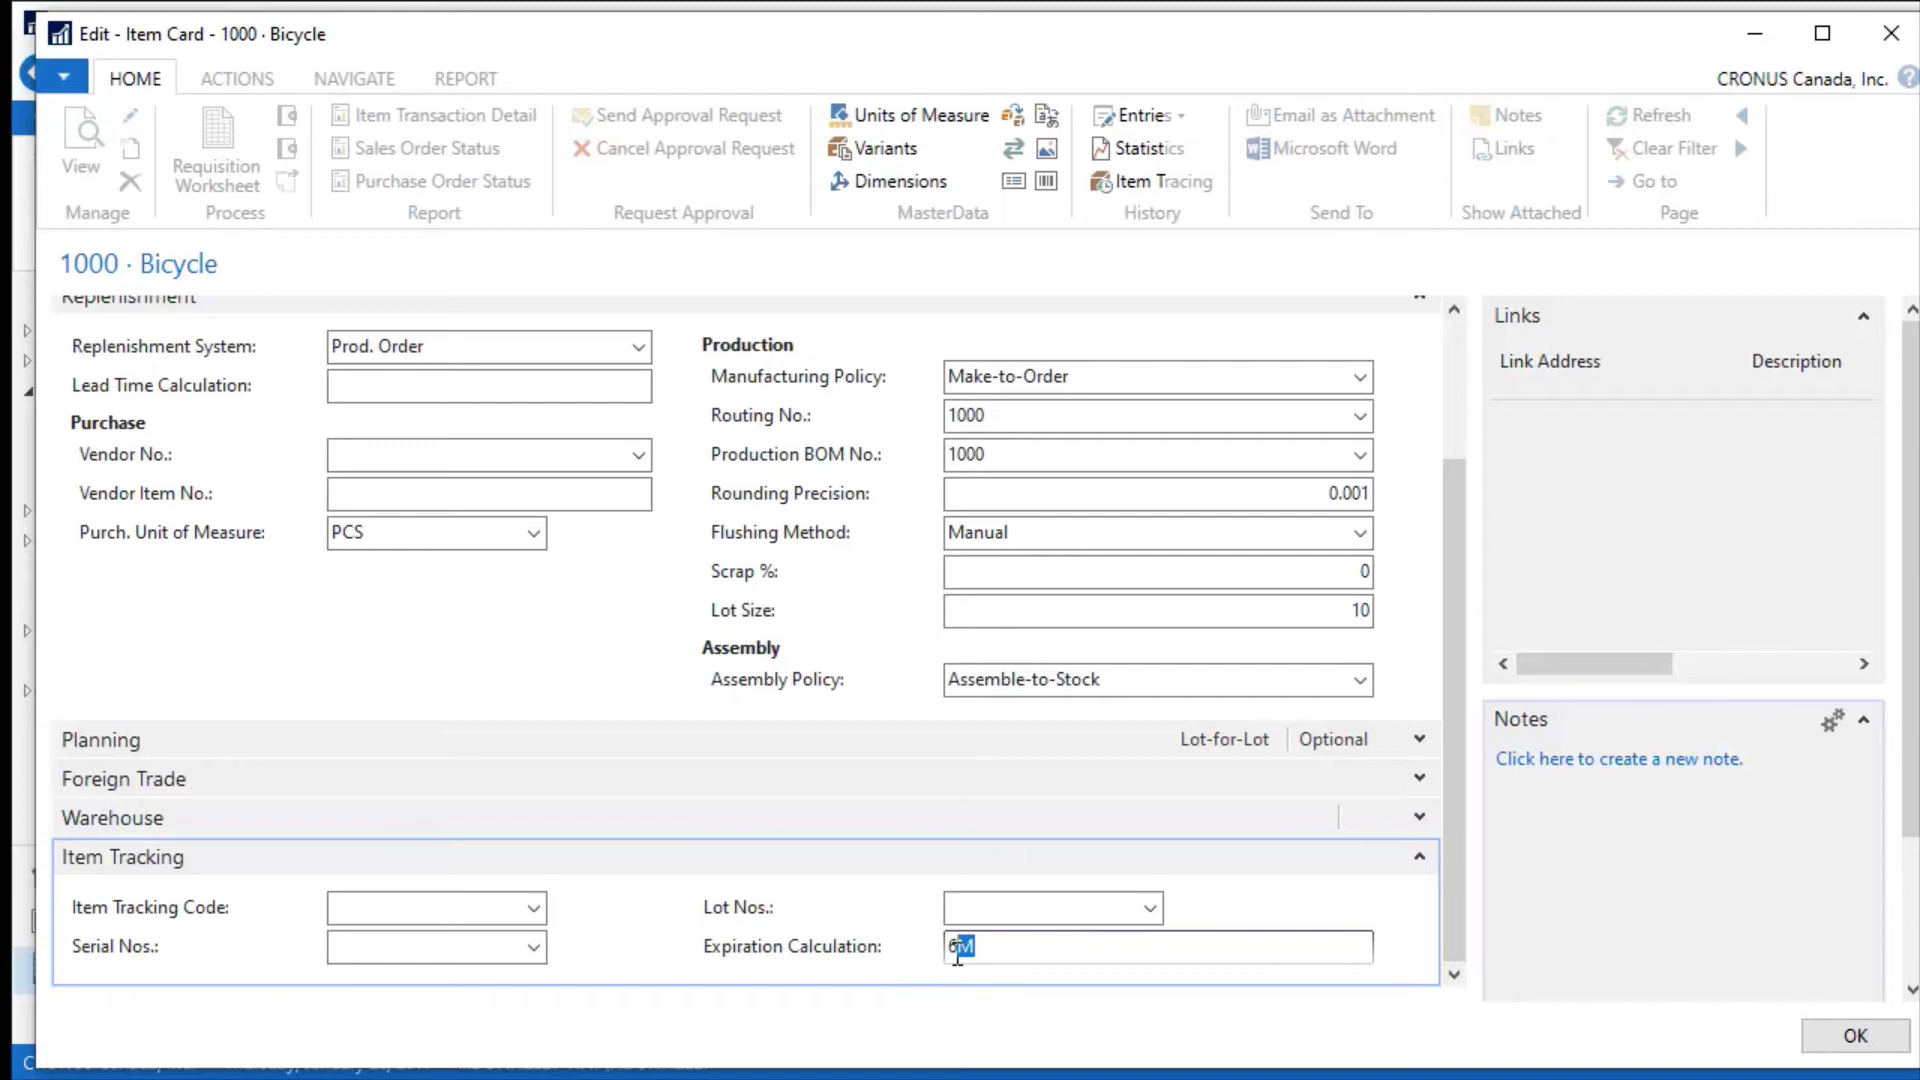 Edit - Item Card - 1000 · Bicycle
HOME ACTIONS NAVIGATE REPORT CRONUS Canada, Inc. ?
View
Requisition Worksheet
Item Transaction Detail
Sales Order Status
Purchase Order Status
Send Approval Request
Cancel Approval Request
Units of Measure
Variants
Dimensions
Entries
Statistics
Item Tracing
Email as Attachment
Microsoft Word
Notes
Links
Refresh
Clear Filter
Go to
Manage Process Report Request Approval MasterData History Send To Show Attached Page
1000 · Bicycle
Replenishment
Replenishment System: Prod. Order
Lead Time Calculation:
Purchase
Vendor No.:
Vendor Item No.:
Purch. Unit of Measure: PCS
Production
Manufacturing Policy: Make-to-Order
Routing No.: 1000
Production BOM No.: 1000
Rounding Precision: 0.001
Flushing Method: Manual
Scrap %: 0
Lot Size: 10
Assembly
Assembly Policy: Assemble-to-Stock
Planning Lot-for-Lot Optional
Foreign Trade
Warehouse
Item Tracking
Item Tracking Code:
Serial Nos.:
Lot Nos.:
Expiration Calculation: 6M
Links
Link Address Description
Notes
Click here to create a new note.
OK